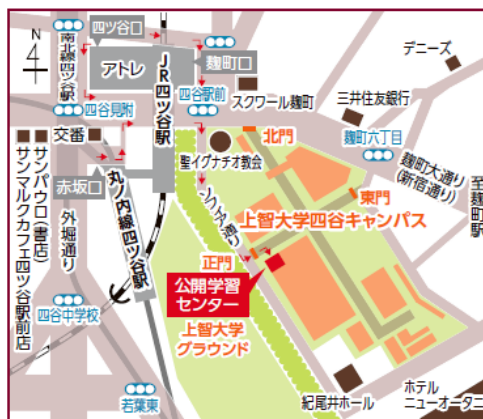 N
4
南北線四ツ谷駅
四ツ谷口
アトレ
JR四ツ谷駅
麹町口
四谷見附
四谷駅前
スクワール麹町
デニーズ
三井住友銀行
麹町六丁目
交番
赤坂口
聖イグナチオ教会
北門
麹町大通り
(新宿通り)
至麹町駅
東門
上智大学四谷キャンパス
ソフィア通り
丸ノ内線四ツ谷駅
外堀通り
サンパウロ(書店)
サンマルクカフェ四ツ谷駅前店
正門
公開学習
センター
上智大学
グラウンド
四谷中学校
若葉東
紀尾井ホール
ホテル
ニューオータニ